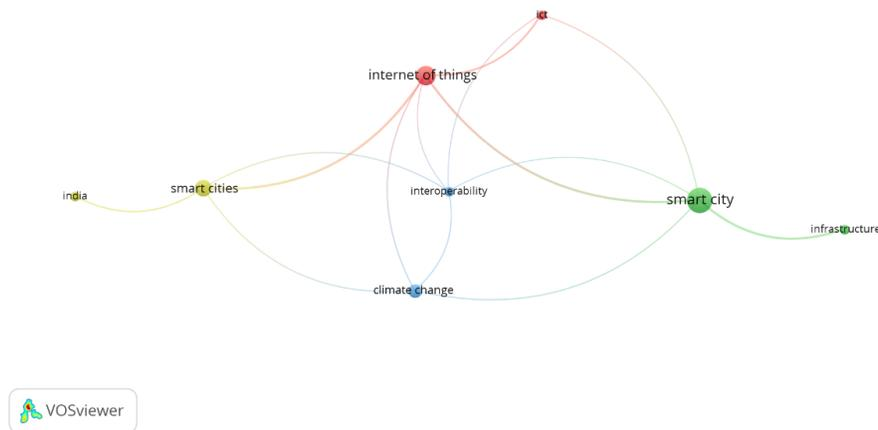 ict
internet of things
smart cities
india
interoperability
smart city
infrastructure
climate change
VOSviewer